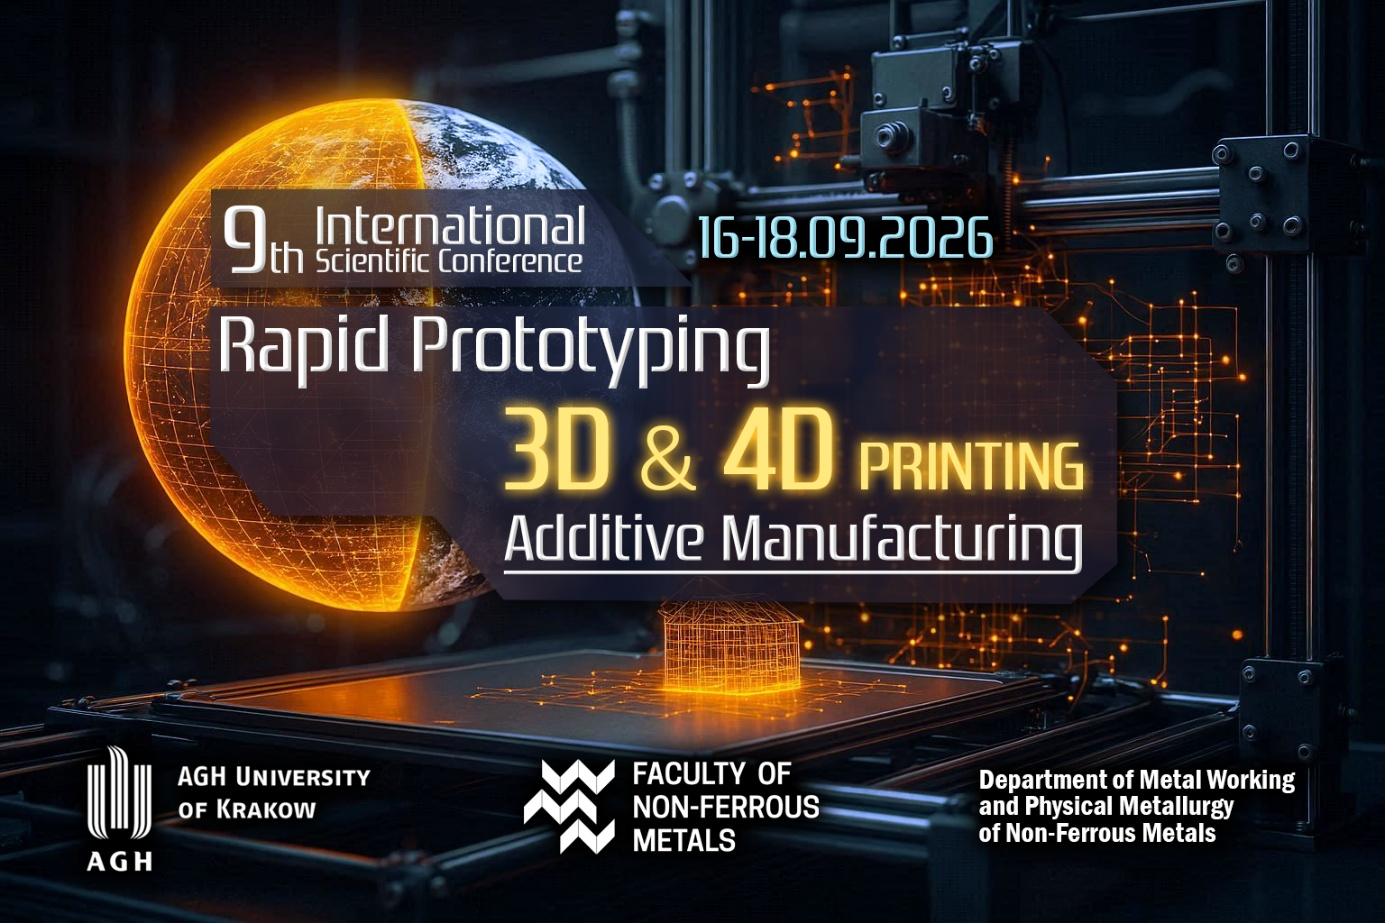 9th International
Scientific Conference
16-18.09.2026
Rapid Prototyping
3D & 4D PRINTING
Additive Manufacturing
AGH
AGH UNIVERSITY
OF KRAKOW
FACULTY OF
NON-FERROUS
METALS
Department of Metal Working
and Physical Metallurgy
of Non-Ferrous Metals